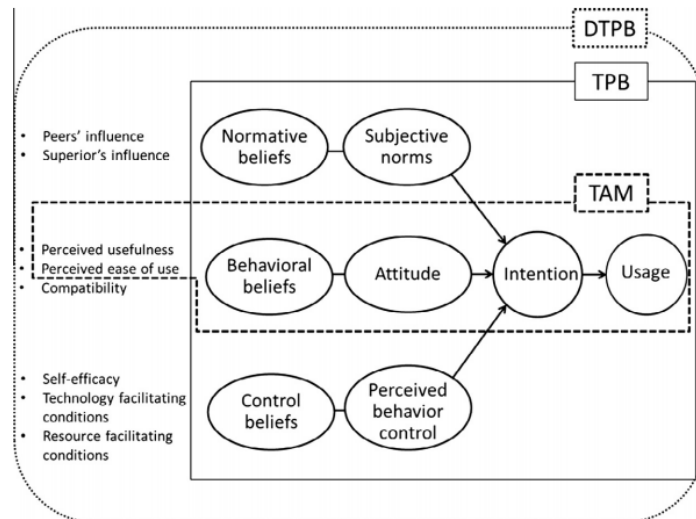 DTPB
TPB
• Peers' influence
• Superior's influence
Normative
beliefs
Subjective
norms
TAM
• Perceived usefulness
• Perceived ease of use
• Compatibility
Behavioral
beliefs
Attitude
Intention
Usage
• Self-efficacy
• Technology facilitating
conditions
• Resource facilitating
conditions
Control
beliefs
Perceived
behavior
control